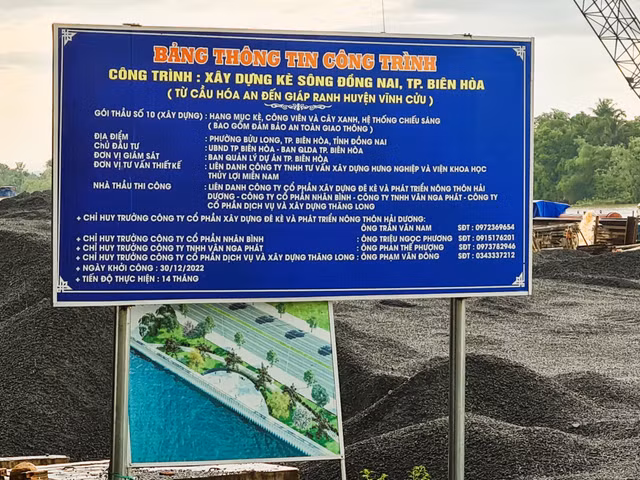 BẢNG THÔNG TIN CÔNG TRÌNH
CÔNG TRÌNH : XÂY DỰNG KÈ SÔNG ĐỒNG NAI, TP. BIÊN HÒA
( TỪ CẦU HÓA AN ĐẾN GIÁP RANH HUYỆN VĨNH CỬU )
GÓI THẦU SỐ 10 (XÂY DỰNG) : HẠNG MỤC KÈ, CÔNG VIÊN VÀ CÂY XANH, HỆ THỐNG CHIẾU SÁNG
( BAO GỒM ĐẢM BẢO AN TOÀN GIAO THÔNG )
ĐỊA ĐIỂM : PHƯỜNG BỬU LONG, TP. BIÊN HÒA, TỈNH ĐỒNG NAI
CHỦ ĐẦU TƯ : UBND TP BIÊN HÒA - BAN QLDA TP. BIÊN HÒA
ĐƠN VỊ GIÁM SÁT : BAN QUẢN LÝ DỰ ÁN TP. BIÊN HÒA
ĐƠN VỊ TƯ VẤN THIẾT KẾ : LIÊN DANH CÔNG TY TNHH TƯ VẤN XÂY DỰNG HƯNG NGHIỆP VÀ VIỆN KHOA HỌC
THỦY LỢI MIỀN NAM
NHÀ THẦU THI CÔNG : LIÊN DANH CÔNG TY CỔ PHẦN XÂY DỰNG ĐÊ KÈ VÀ PHÁT TRIỂN NÔNG THÔN HẢI
DƯƠNG - CÔNG TY CỔ PHẦN NHÂN BÌNH - CÔNG TY TNHH VĂN NGA PHÁT - CÔNG TY
CỔ PHẦN DỊCH VỤ VÀ XÂY DỰNG THĂNG LONG
+ CHỈ HUY TRƯỞNG CÔNG TY CỔ PHẦN XÂY DỰNG ĐÊ KÈ VÀ PHÁT TRIỂN NÔNG THÔN HẢI DƯƠNG:
ÔNG TRẦN VĂN NAM SĐT : 0972369654
+ CHỈ HUY TRƯỞNG CÔNG TY CỔ PHẦN NHÂN BÌNH : ÔNG TRIỆU NGỌC PHƯƠNG SĐT : 0915176201
+ CHỈ HUY TRƯỞNG CÔNG TY TNHH VĂN NGA PHÁT : ÔNG PHAN THẾ PHƯỢNG SĐT : 0973782946
+ CHỈ HUY TRƯỞNG CÔNG TY CỔ PHẦN DỊCH VỤ VÀ XÂY DỰNG THĂNG LONG : ÔNG PHẠM VĂN ĐÔNG SĐT : 0343337212
+ NGÀY KHỞI CÔNG : 30/12/2022
+ TIẾN ĐỘ THỰC HIỆN : 14 THÁNG